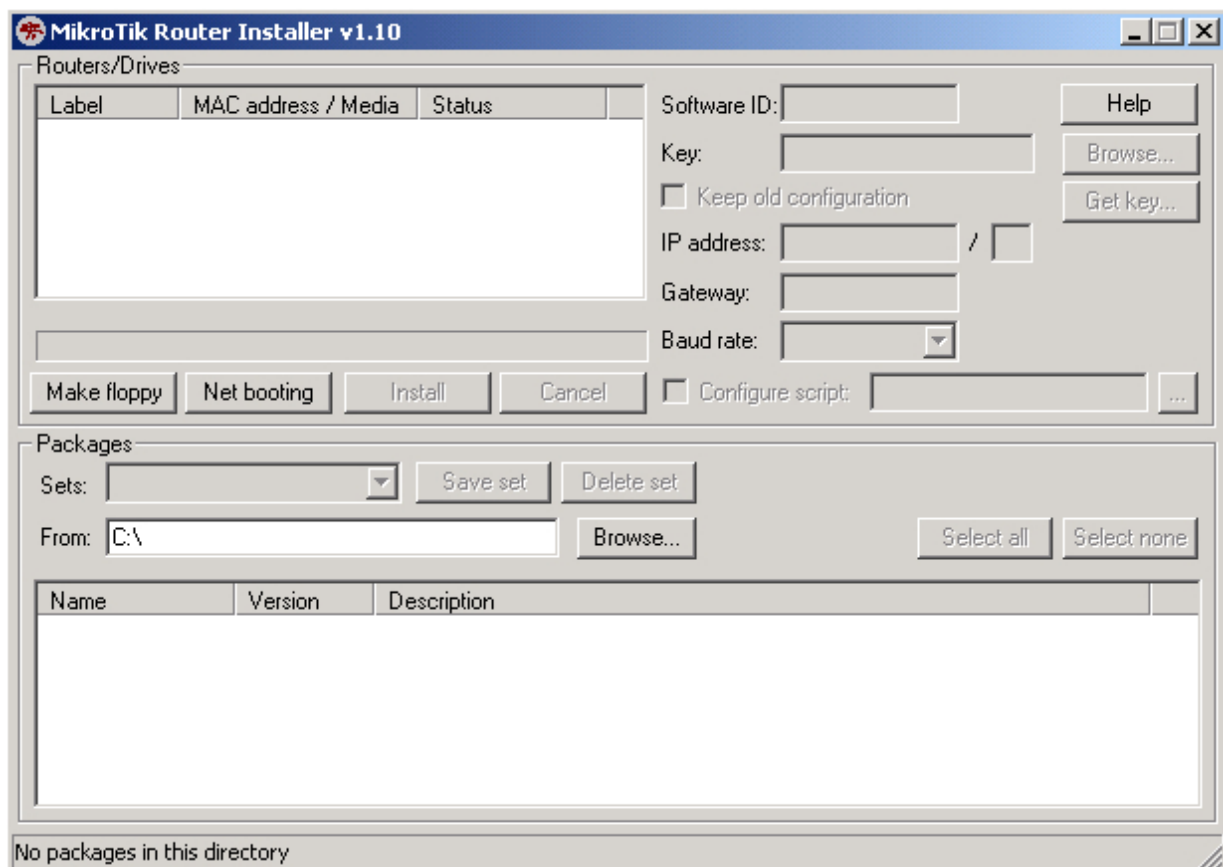 MikroTik Router Installer v1.10
Routers/Drives
Label MAC address / Media Status
Software ID:
Help
Key:
Browse...
Keep old configuration
Get key...
IP address: /
Gateway:
Baud rate:
Make floppy Net booting Install Cancel
Configure script: ...
Packages
Sets: Save set Delete set
From: C:\ Browse... Select all Select none
Name Version Description
No packages in this directory